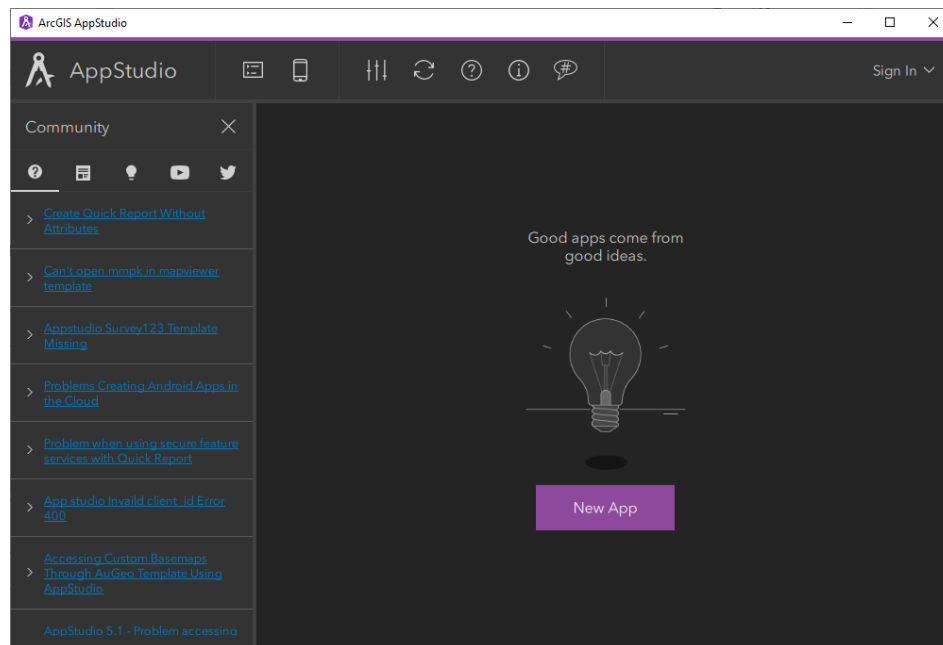 ArcGIS AppStudio
AppStudio
Sign In
Community
Create Quick Report Without
Attributes
Can't open mmpk in mapviewer
template
Appstudio Survey123 Template
Missing
Problems Creating Android Apps in
the Cloud
Problem when using secure feature
services with Quick Report
App studio Invaild client_id Error
400
Accessing Custom Basemaps
Through AuGeo Template Using
AppStudio
AppStudio 5.1 - Problem accessing
Good apps come from
good ideas.
New App